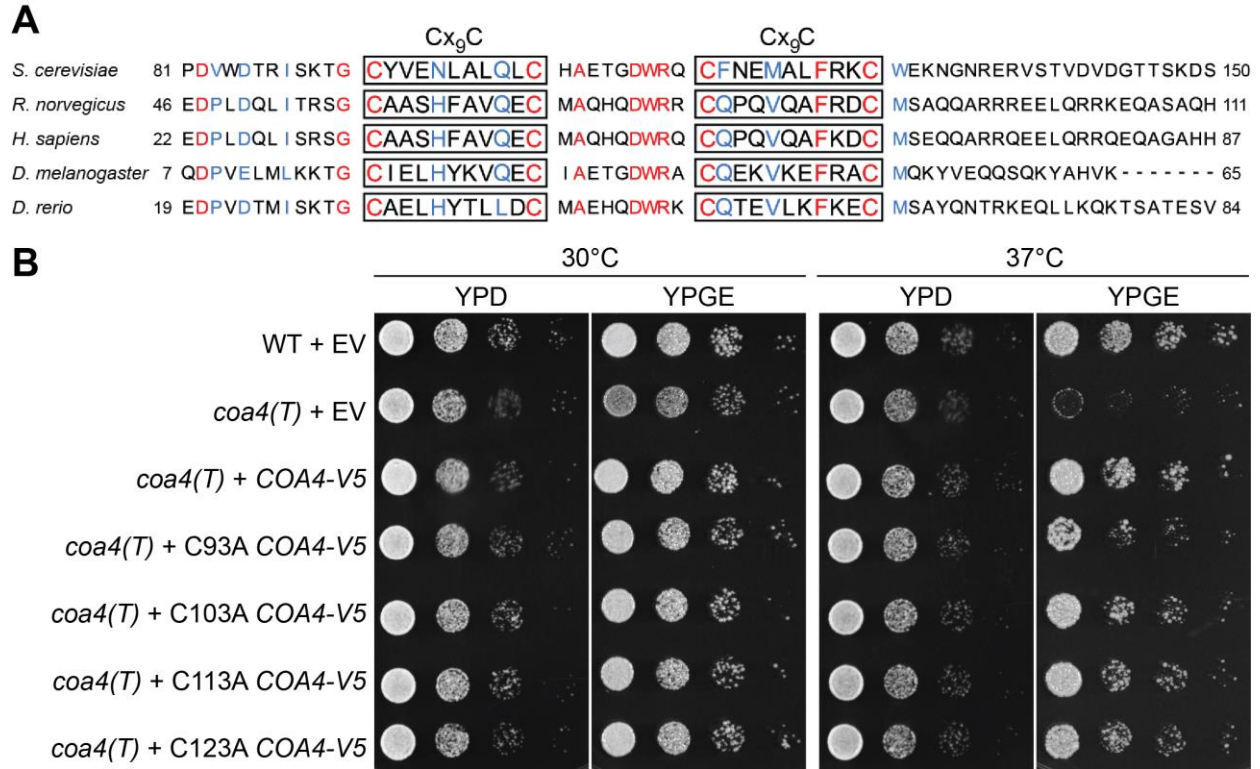 A
Cx9C Cx9C
S. cerevisiae 81 PDVWDTRISKTG CYVENLALQLC HAETGDWRQ CFNEMALFRKC WEKNGNRERVSTVDVDGTTSKDS 150
R. norvegicus 46 EDPLDQLITRSG CAASHFAVQEC MAQHQDWRR CQPQVQAFRDC MSAQQARRREELQRRKEQASAQH 111
H. sapiens 22 EDPLDQLISRSG CAASHFAVQEC MAQHQDWRQ CQPQVQAFKDC MSEQQARRQEELQRRQEQAGAHH 87
D. melanogaster 7 QDPVELMLKKTG CIELHYKVQEC IAETGDWRA CQEKVKEFRAC MQKYVEQQSQKYAHVK------- 65
D. rerio 19 EDPVDTMISKTG CAELHYTLLDC MAEHQDWRK CQTEVLKFKEC MSAYQNTRKEQLLKQKTSATESV 84
B
30°C 37°C
YPD YPGE YPD YPGE
WT + EV
coa4(T) + EV
coa4(T) + COA4-V5
coa4(T) + C93A COA4-V5
coa4(T) + C103A COA4-V5
coa4(T) + C113A COA4-V5
coa4(T) + C123A COA4-V5